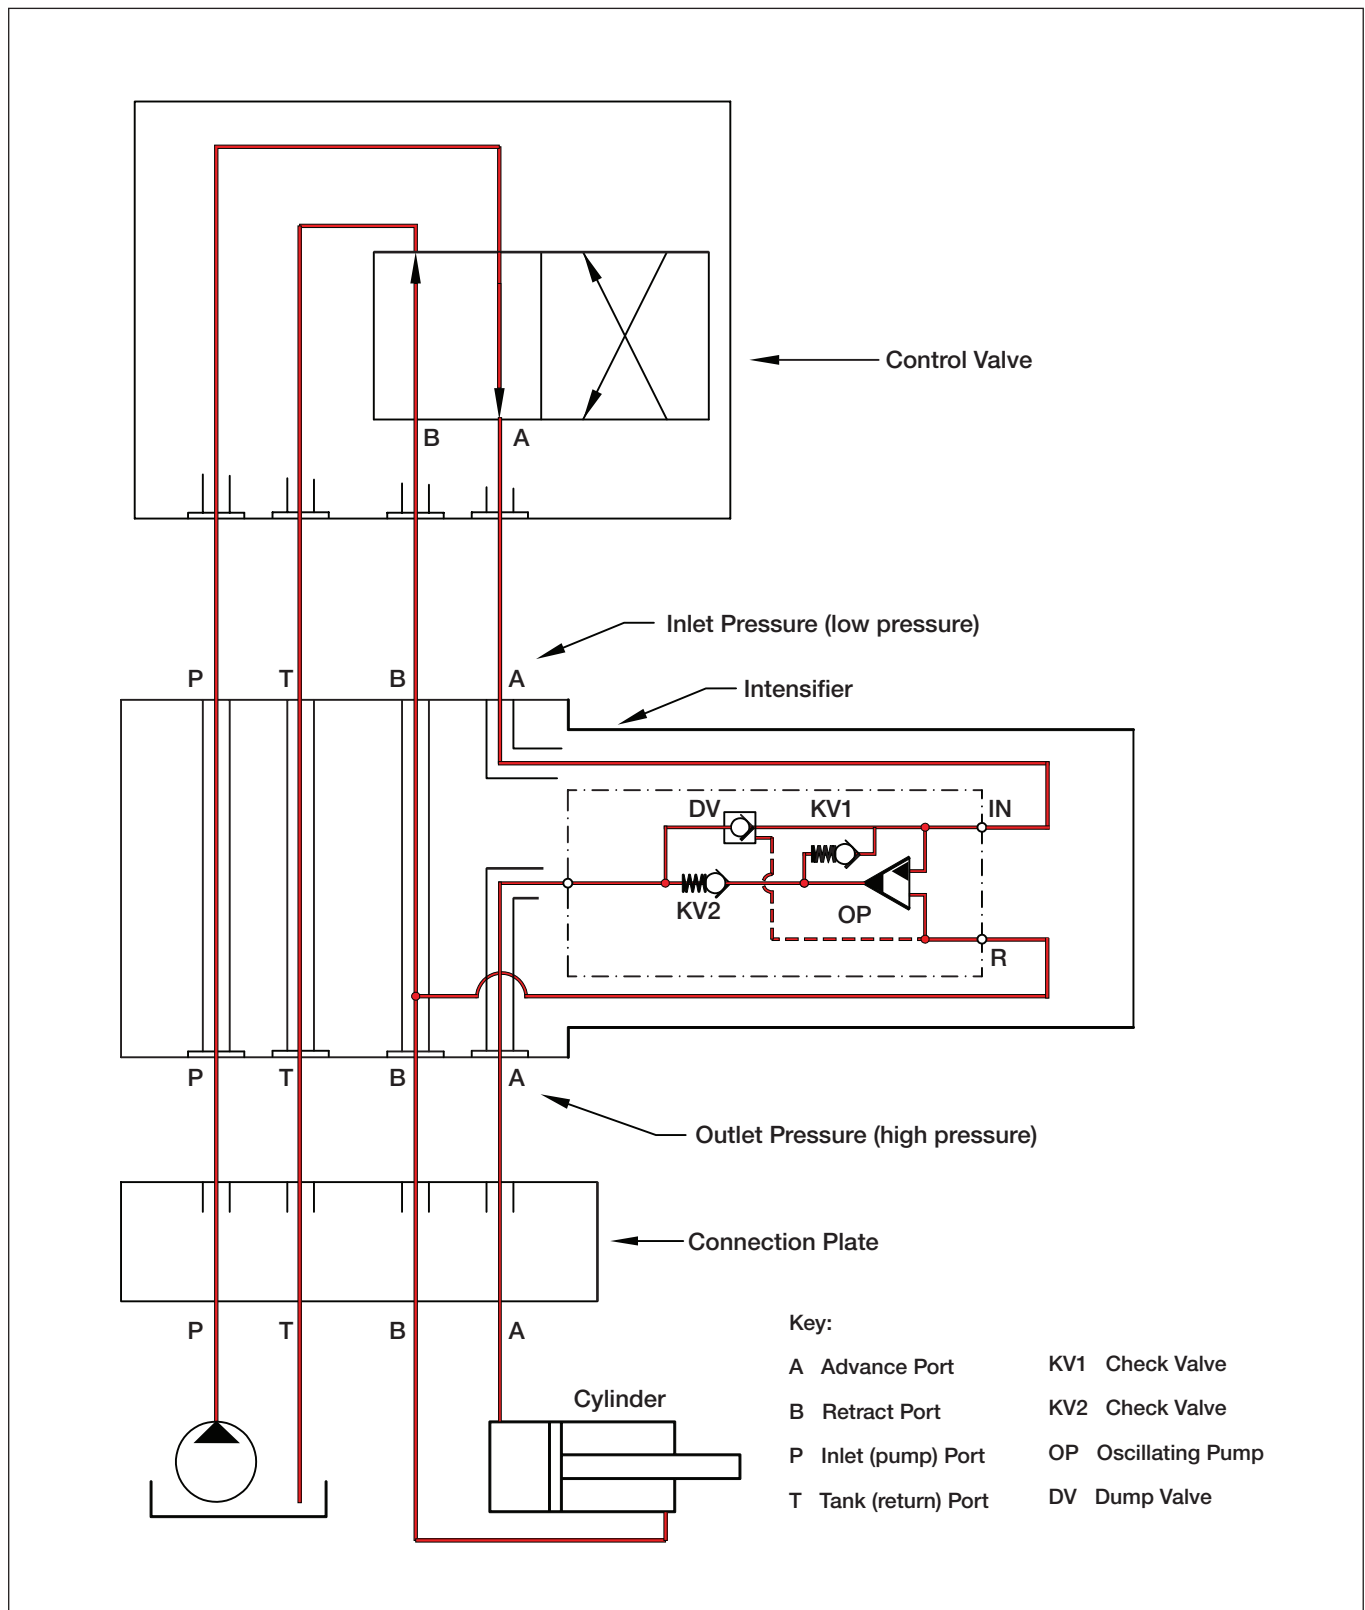 Control Valve
B A
Inlet Pressure (low pressure)
P T B A
Intensifier
DV KV1 IN
KV2 OP
R
P T B A
Outlet Pressure (high pressure)
Connection Plate
P T B A
Cylinder
Key:
A Advance Port
B Retract Port
P Inlet (pump) Port
T Tank (return) Port
KV1 Check Valve
KV2 Check Valve
OP Oscillating Pump
DV Dump Valve